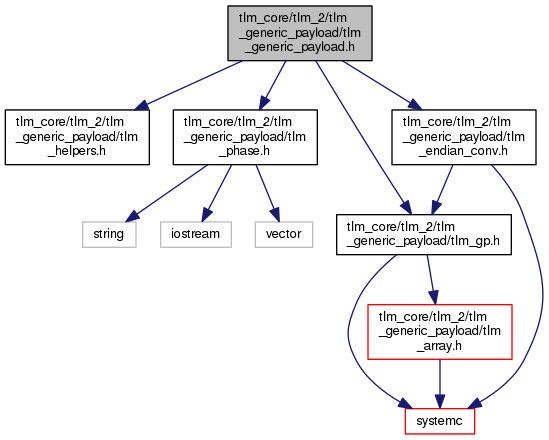 tlm_core/tlm_2/tlm
_generic_payload/tlm
_generic_payload.h
tlm_core/tlm_2/tlm
_generic_payload/tlm
_helpers.h
tlm_core/tlm_2/tlm
_generic_payload/tlm
_phase.h
tlm_core/tlm_2/tlm
_generic_payload/tlm
_endian_conv.h
string
iostream
vector
tlm_core/tlm_2/tlm
_generic_payload/tlm_gp.h
tlm_core/tlm_2/tlm
_generic_payload/tlm
_array.h
systemc